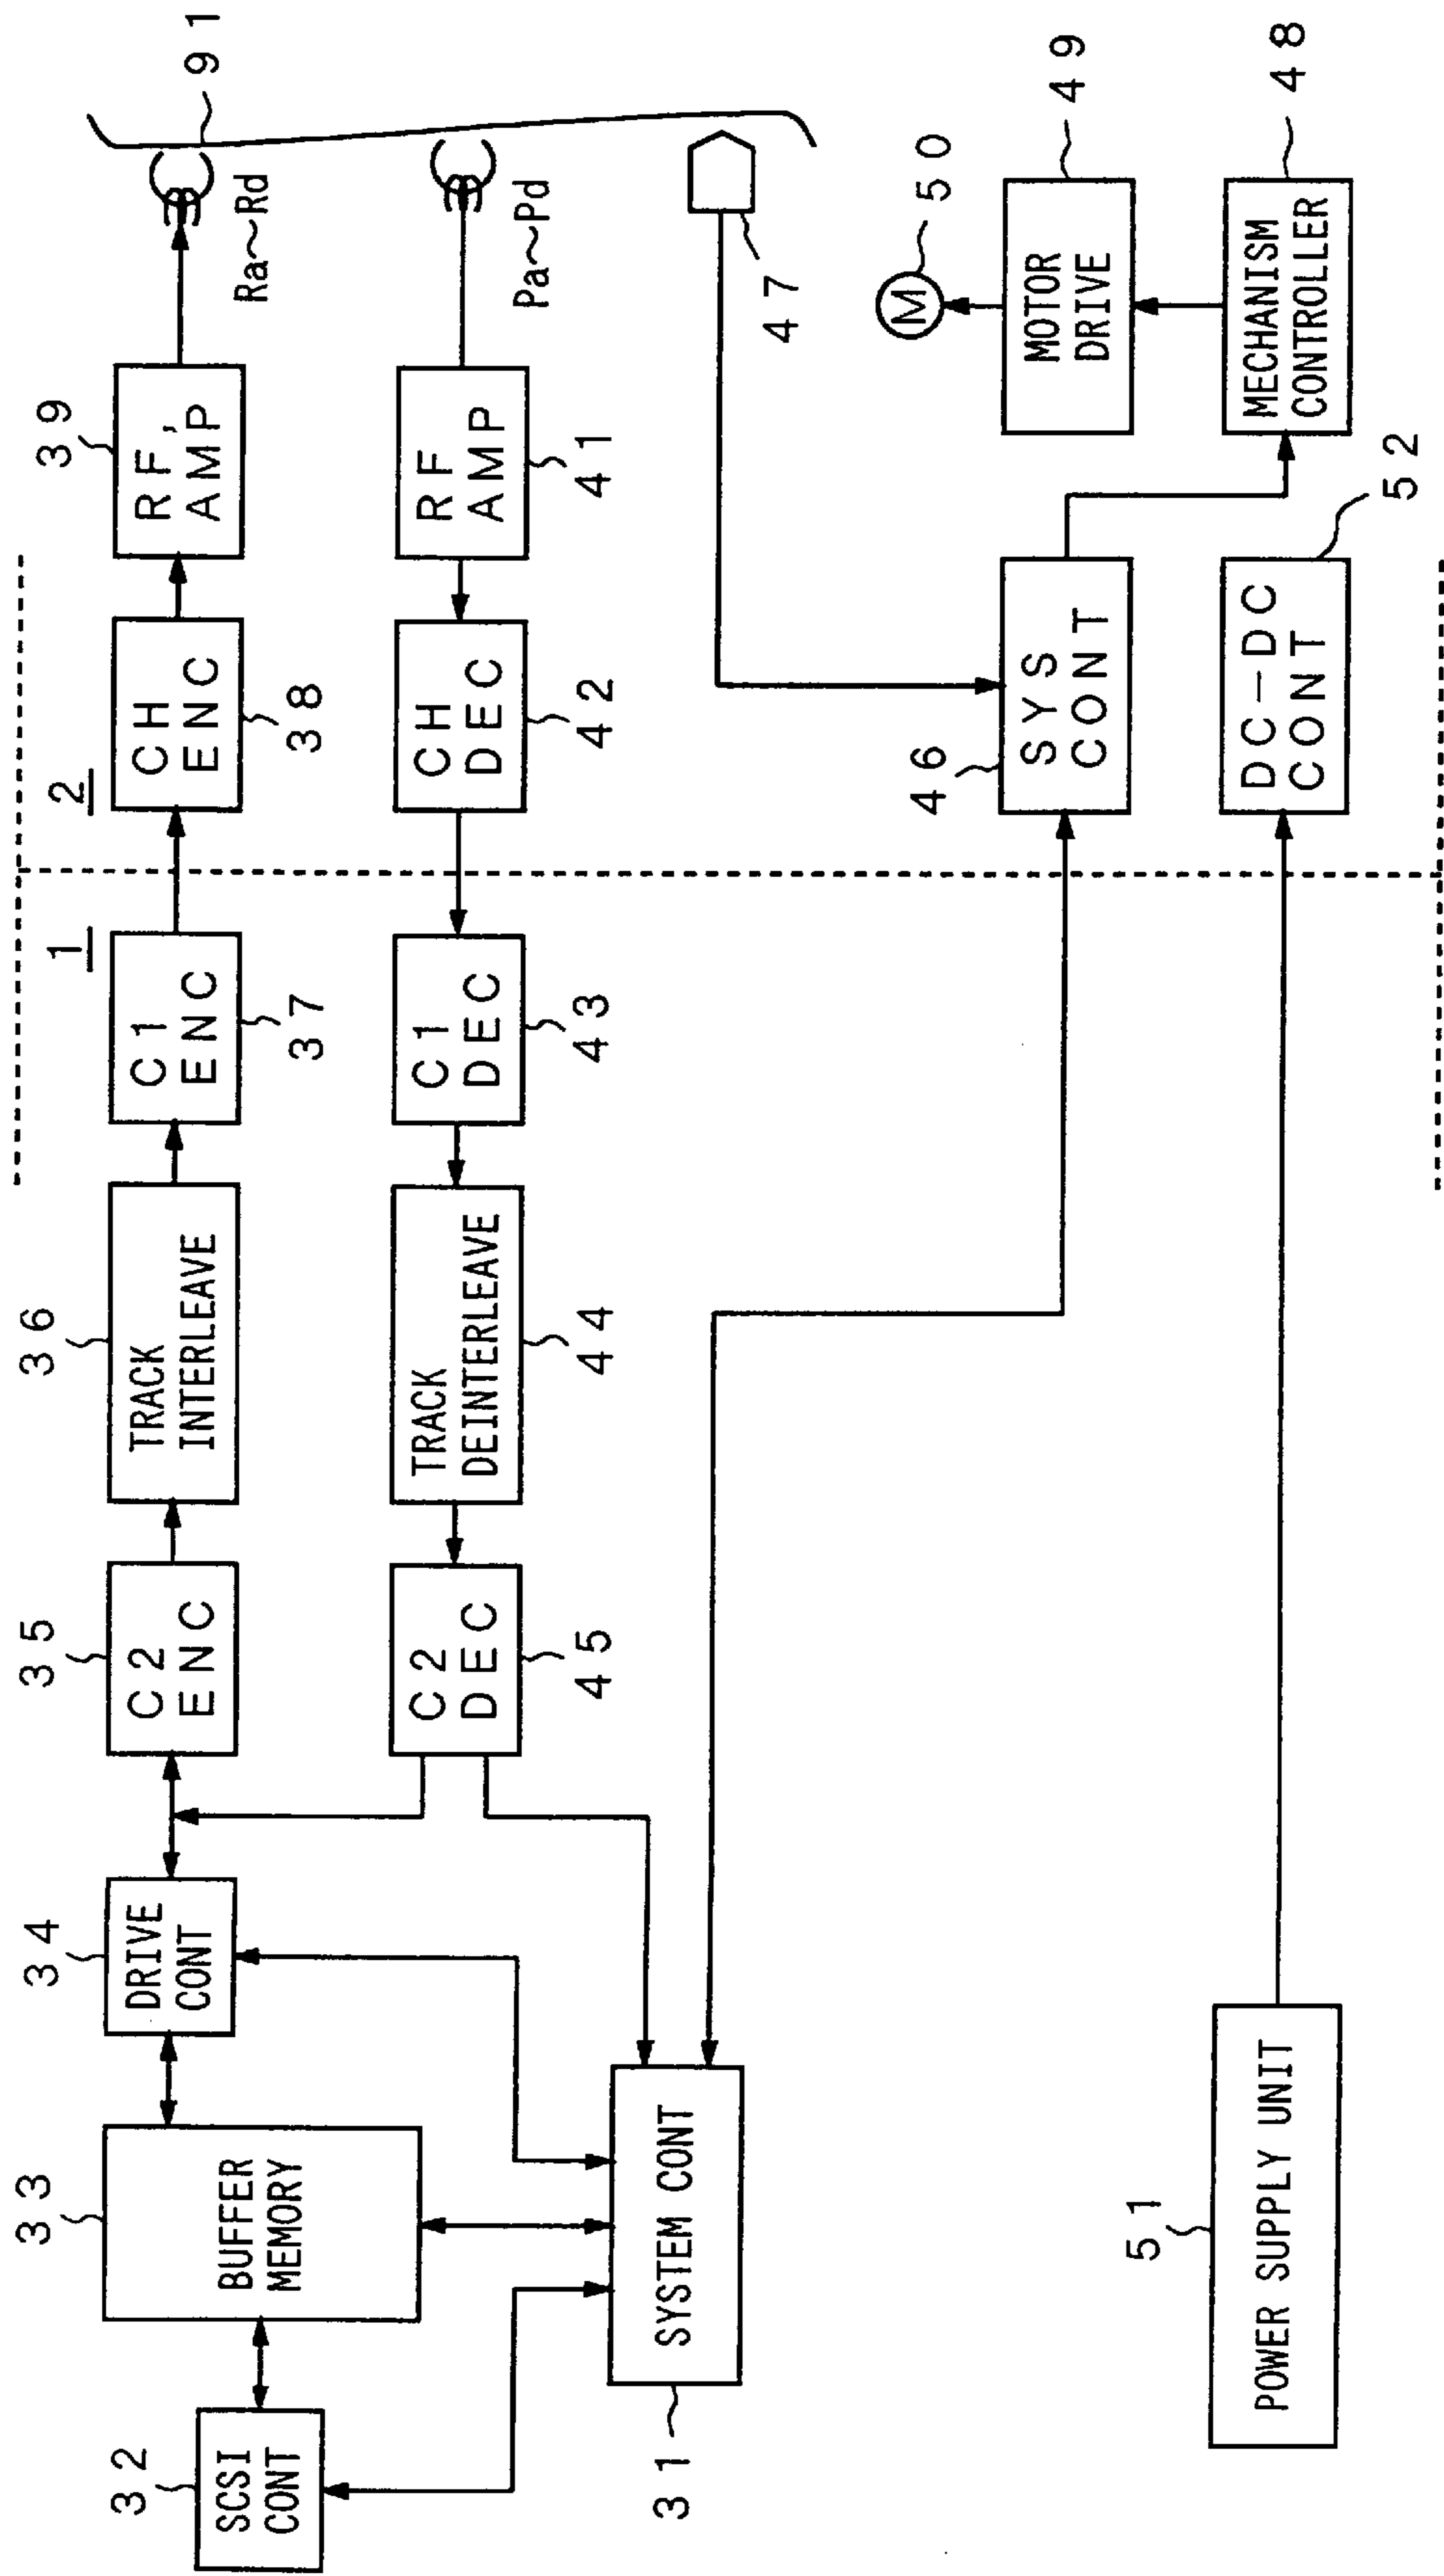 32
SCSI
CONT
33
BUFFER
MEMORY
34
DRIVE
CONT
35
C2
ENC
36
TRACK
INTERLEAVE
1
C1
ENC
37
2
CH
ENC
38
39
RF,
AMP
Ra~Rd
91
C2
DEC
45
TRACK
DEINTERLEAVE
44
C1
DEC
43
CH
DEC
42
RF
AMP
41
Pa~Pd
47
SYSTEM CONT
31
46
SYS
CONT
M
50
MOTOR
DRIVE
49
51
POWER SUPPLY UNIT
DC-DC
CONT
52
MECHANISM
CONTROLLER
48